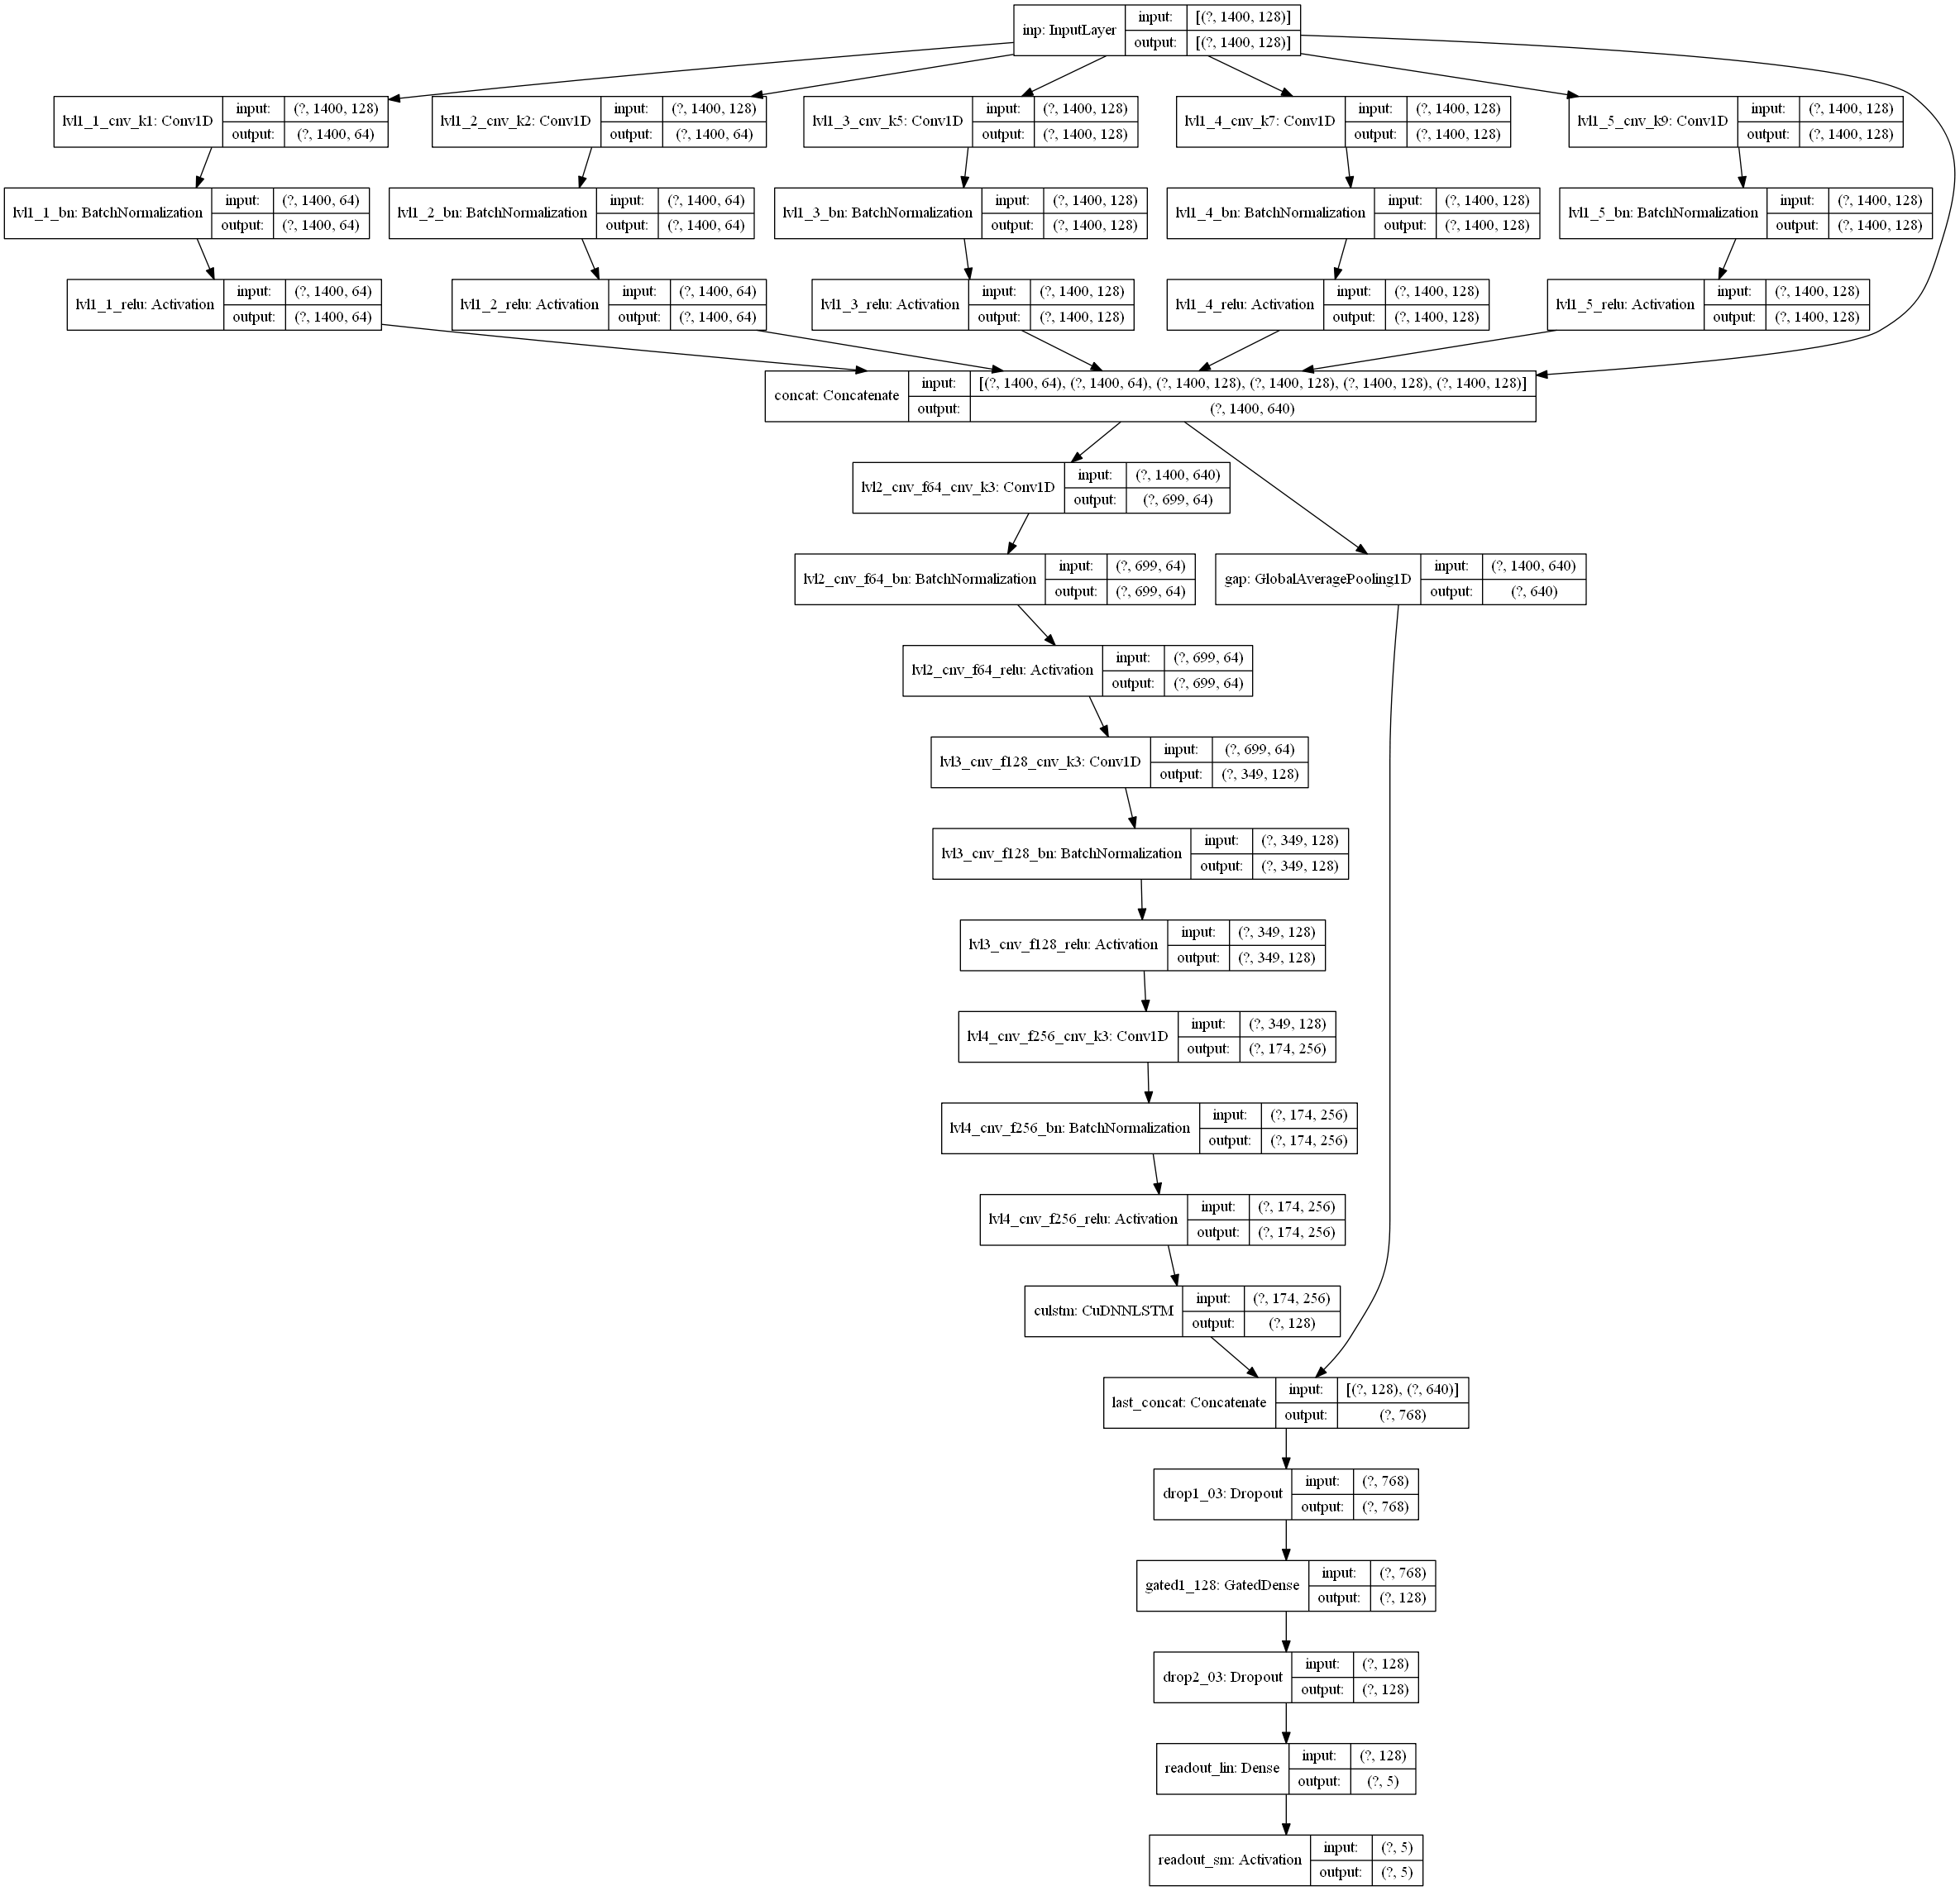 inp: InputLayer input: [(?, 1400, 128)]
output: [(?, 1400, 128)]
lvl1_1_cnv_k1: Conv1D input: (?, 1400, 128)
output: (?, 1400, 64)
lvl1_2_cnv_k2: Conv1D input: (?, 1400, 128)
output: (?, 1400, 64)
lvl1_3_cnv_k5: Conv1D input: (?, 1400, 128)
output: (?, 1400, 128)
lvl1_4_cnv_k7: Conv1D input: (?, 1400, 128)
output: (?, 1400, 128)
lvl1_5_cnv_k9: Conv1D input: (?, 1400, 128)
output: (?, 1400, 128)
lvl1_1_bn: BatchNormalization input: (?, 1400, 64)
output: (?, 1400, 64)
lvl1_2_bn: BatchNormalization input: (?, 1400, 64)
output: (?, 1400, 64)
lvl1_3_bn: BatchNormalization input: (?, 1400, 128)
output: (?, 1400, 128)
lvl1_4_bn: BatchNormalization input: (?, 1400, 128)
output: (?, 1400, 128)
lvl1_5_bn: BatchNormalization input: (?, 1400, 128)
output: (?, 1400, 128)
lvl1_1_relu: Activation input: (?, 1400, 64)
output: (?, 1400, 64)
lvl1_2_relu: Activation input: (?, 1400, 64)
output: (?, 1400, 64)
lvl1_3_relu: Activation input: (?, 1400, 128)
output: (?, 1400, 128)
lvl1_4_relu: Activation input: (?, 1400, 128)
output: (?, 1400, 128)
lvl1_5_relu: Activation input: (?, 1400, 128)
output: (?, 1400, 128)
concat: Concatenate input: [(?, 1400, 64), (?, 1400, 64), (?, 1400, 128), (?, 1400, 128), (?, 1400, 128), (?, 1400, 128)]
output: (?, 1400, 640)
lvl2_cnv_f64_cnv_k3: Conv1D input: (?, 1400, 640)
output: (?, 699, 64)
lvl2_cnv_f64_bn: BatchNormalization input: (?, 699, 64)
output: (?, 699, 64)
gap: GlobalAveragePooling1D input: (?, 1400, 640)
output: (?, 640)
lvl2_cnv_f64_relu: Activation input: (?, 699, 64)
output: (?, 699, 64)
lvl3_cnv_f128_cnv_k3: Conv1D input: (?, 699, 64)
output: (?, 349, 128)
lvl3_cnv_f128_bn: BatchNormalization input: (?, 349, 128)
output: (?, 349, 128)
lvl3_cnv_f128_relu: Activation input: (?, 349, 128)
output: (?, 349, 128)
lvl4_cnv_f256_cnv_k3: Conv1D input: (?, 349, 128)
output: (?, 174, 256)
lvl4_cnv_f256_bn: BatchNormalization input: (?, 174, 256)
output: (?, 174, 256)
lvl4_cnv_f256_relu: Activation input: (?, 174, 256)
output: (?, 174, 256)
culstm: CuDNNLSTM input: (?, 174, 256)
output: (?, 128)
last_concat: Concatenate input: [(?, 128), (?, 640)]
output: (?, 768)
drop1_03: Dropout input: (?, 768)
output: (?, 768)
gated1_128: GatedDense input: (?, 768)
output: (?, 128)
drop2_03: Dropout input: (?, 128)
output: (?, 128)
readout_lin: Dense input: (?, 128)
output: (?, 5)
readout_sm: Activation input: (?, 5)
output: (?, 5)